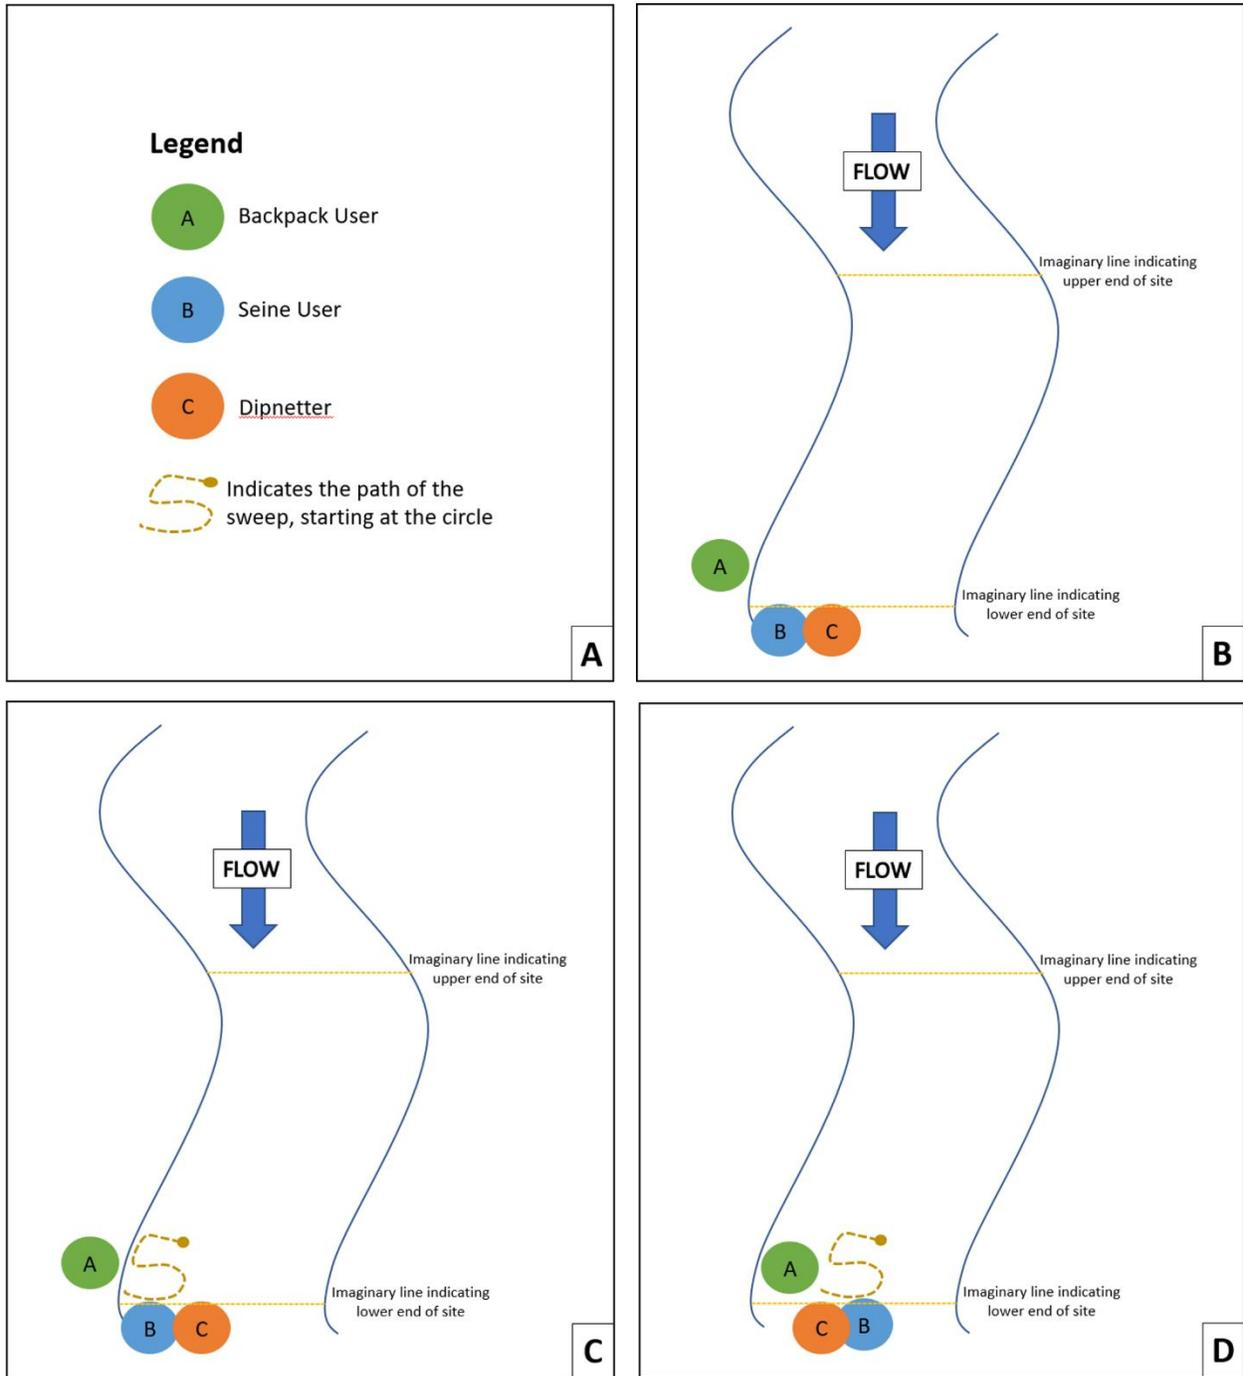 Legend
A
Backpack User
B
Seine User
C
Dipnetter
Indicates the path of the
sweep, starting at the circle
A
FLOW
Imaginary line indicating
upper end of site
A
Imaginary line indicating
lower end of site
B
C
B
FLOW
Imaginary line indicating
upper end of site
A
Imaginary line indicating
lower end of site
B
C
C
FLOW
Imaginary line indicating
upper end of site
A
Imaginary line indicating
lower end of site
C
B
D